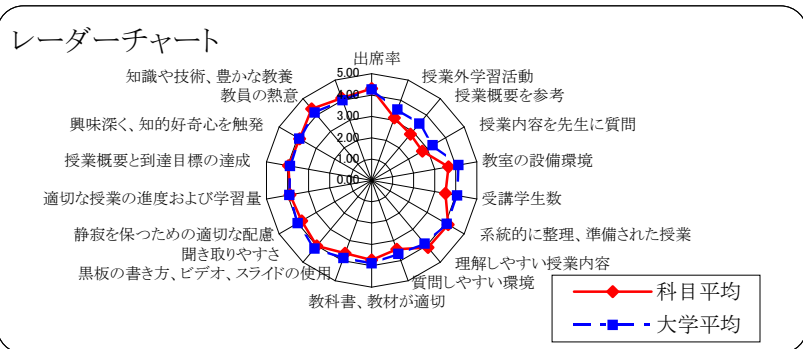 レーダーチャート
出席率
授業外学習活動
授業概要を参考
授業内容を先生に質問
教室の設備環境
受講学生数
系統的に整理、準備された授業
理解しやすい授業内容
質問しやすい環境
教科書、教材が適切
黒板の書き方、ビデオ、スライドの使用
聞き取りやすさ
静寂を保つための適切な配慮
適切な授業の進度および学習量
授業概要と到達目標の達成
興味深く、知的好奇心を触発
教員の熱意
知識や技術、豊かな教養
5.00
4.00
3.00
2.00
1.00
0.00
科目平均
大学平均